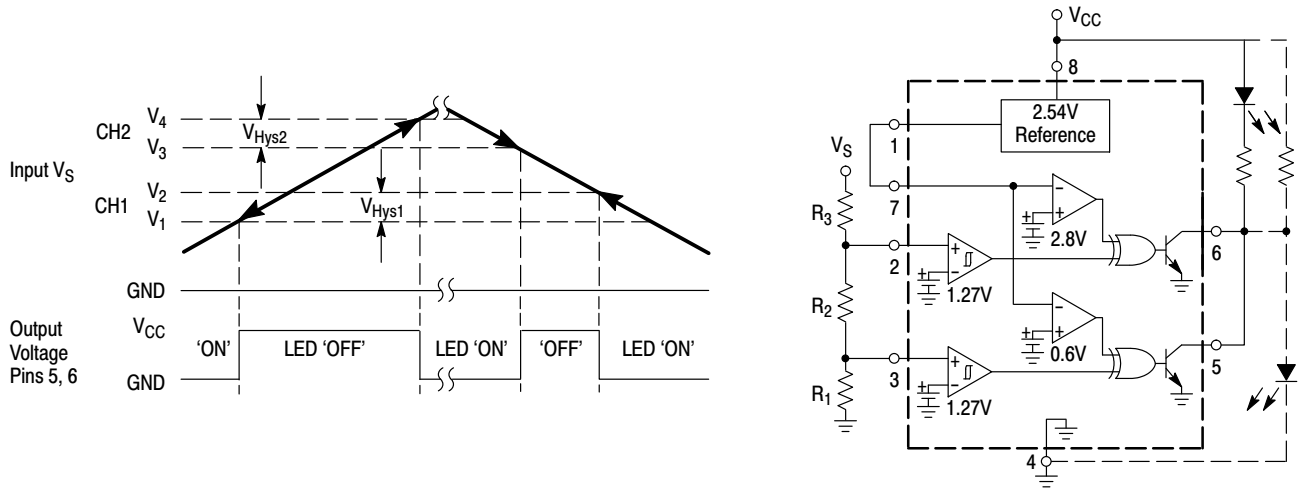 Input VS
CH2
V4
V3
VHys2
CH1
V2
V1
VHys1
GND
Output
Voltage
Pins 5, 6
VCC
GND
'ON'
LED 'OFF'
LED 'ON'
'OFF'
LED 'ON'
VCC
8
2.54V
Reference
1
VS
7
R3
2
+
-
1.27V
+
-
+
2.8V
+
6
R2
-
+
0.6V
+
3
+
-
1.27V
+
5
R1
4